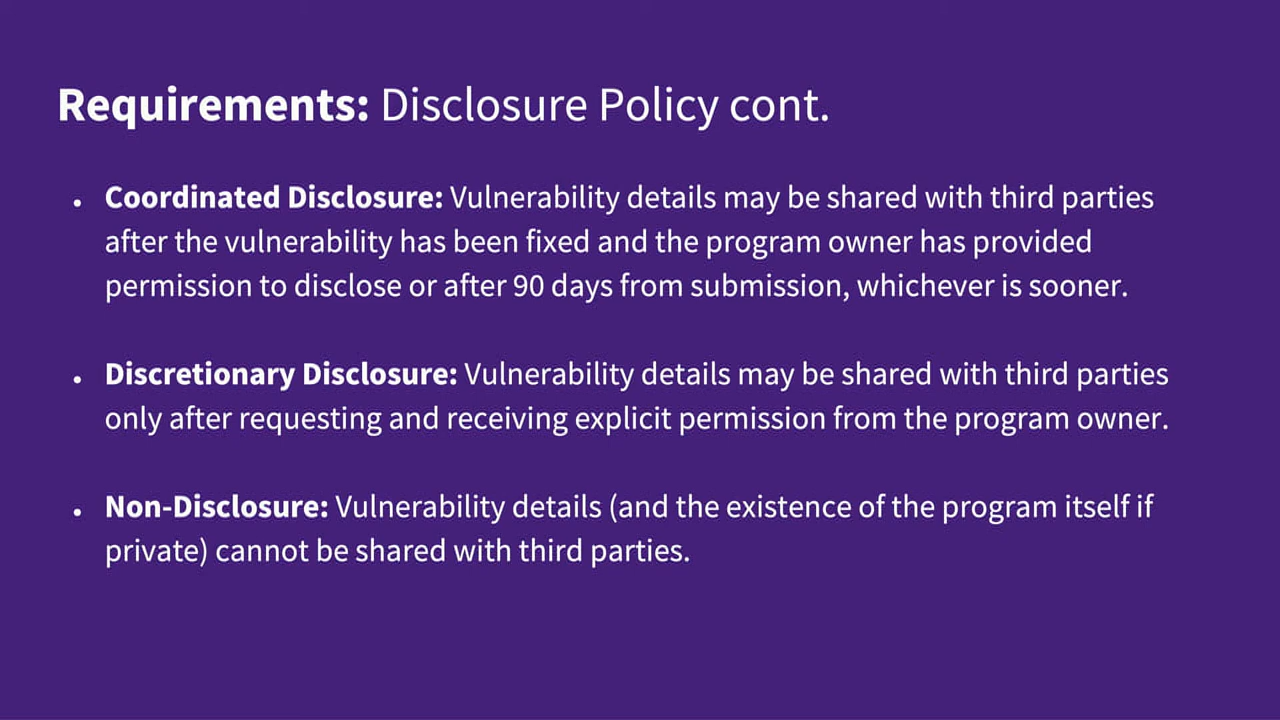 Requirements: Disclosure Policy cont.
• Coordinated Disclosure: Vulnerability details may be shared with third parties
after the vulnerability has been fixed and the program owner has provided
permission to disclose or after 90 days from submission, whichever is sooner.
• Discretionary Disclosure: Vulnerability details may be shared with third parties
only after requesting and receiving explicit permission from the program owner.
• Non-Disclosure: Vulnerability details (and the existence of the program itself if
private) cannot be shared with third parties.